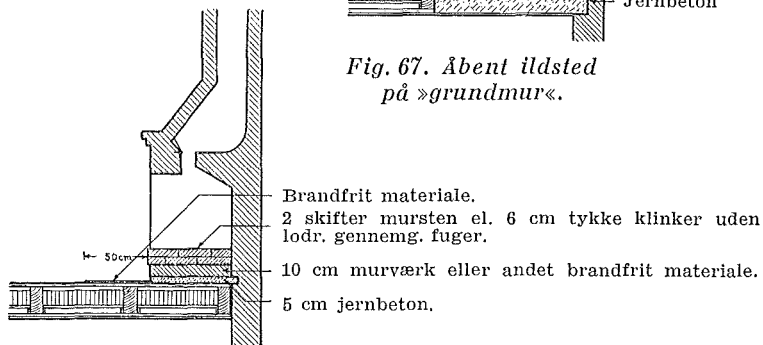 Jernbeton
Fig. 67. Åbent ildsted
på »grundmur«.
Brandfrit materiale.
2 skifter mursten el. 6 cm tykke klinker uden
lodr. gennemg. fuger.
50cm
10 cm murværk eller andet brandfrit materiale.
5 cm jernbeton.